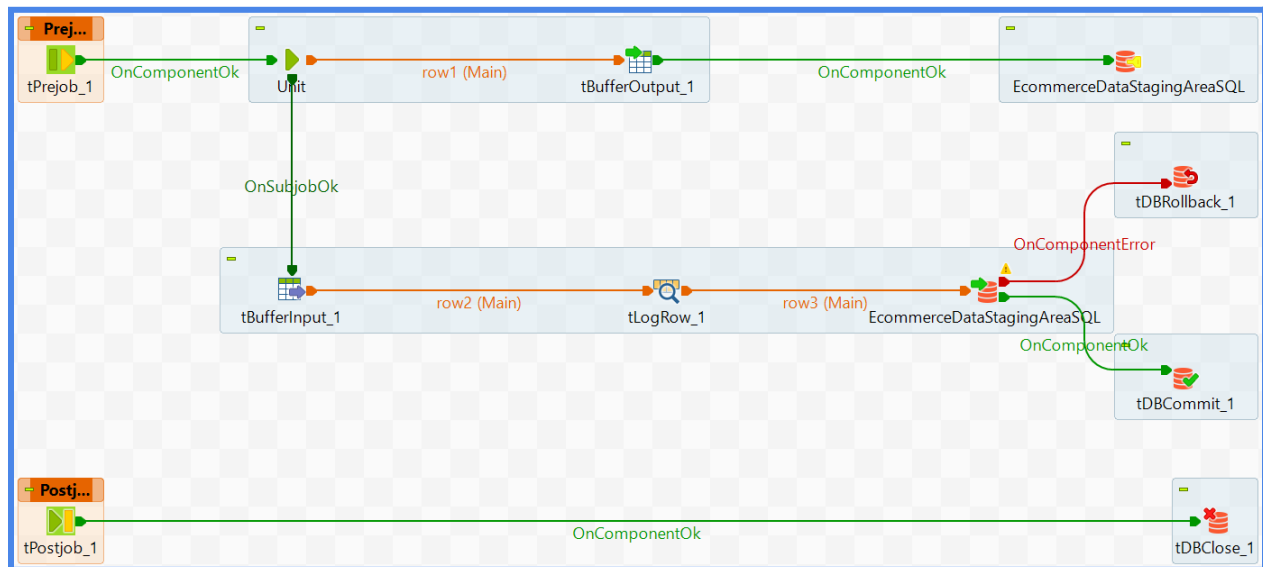 Prej...
tPrejob_1
OnComponentOk
Unit
row1 (Main)
tBufferOutput_1
OnComponentOk
EcommerceDataStagingAreaSQL
OnSubjobOk
tDBRollback_1
OnComponentError
tBufferInput_1
row2 (Main)
tLogRow_1
row3 (Main)
EcommerceDataStagingAreaSQL
OnComponentOk
tDBCommit_1
Postj...
tPostjob_1
OnComponentOk
tDBClose_1